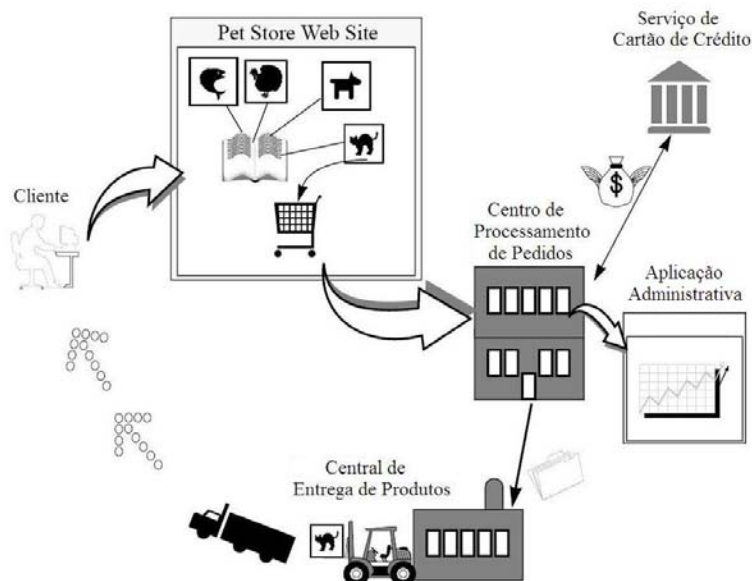 Pet Store Web Site
Serviço de
Cartão de Crédito
Cliente
$
Centro de
Processamento
de Pedidos
Aplicação
Administrativa
Central de
Entrega de Produtos